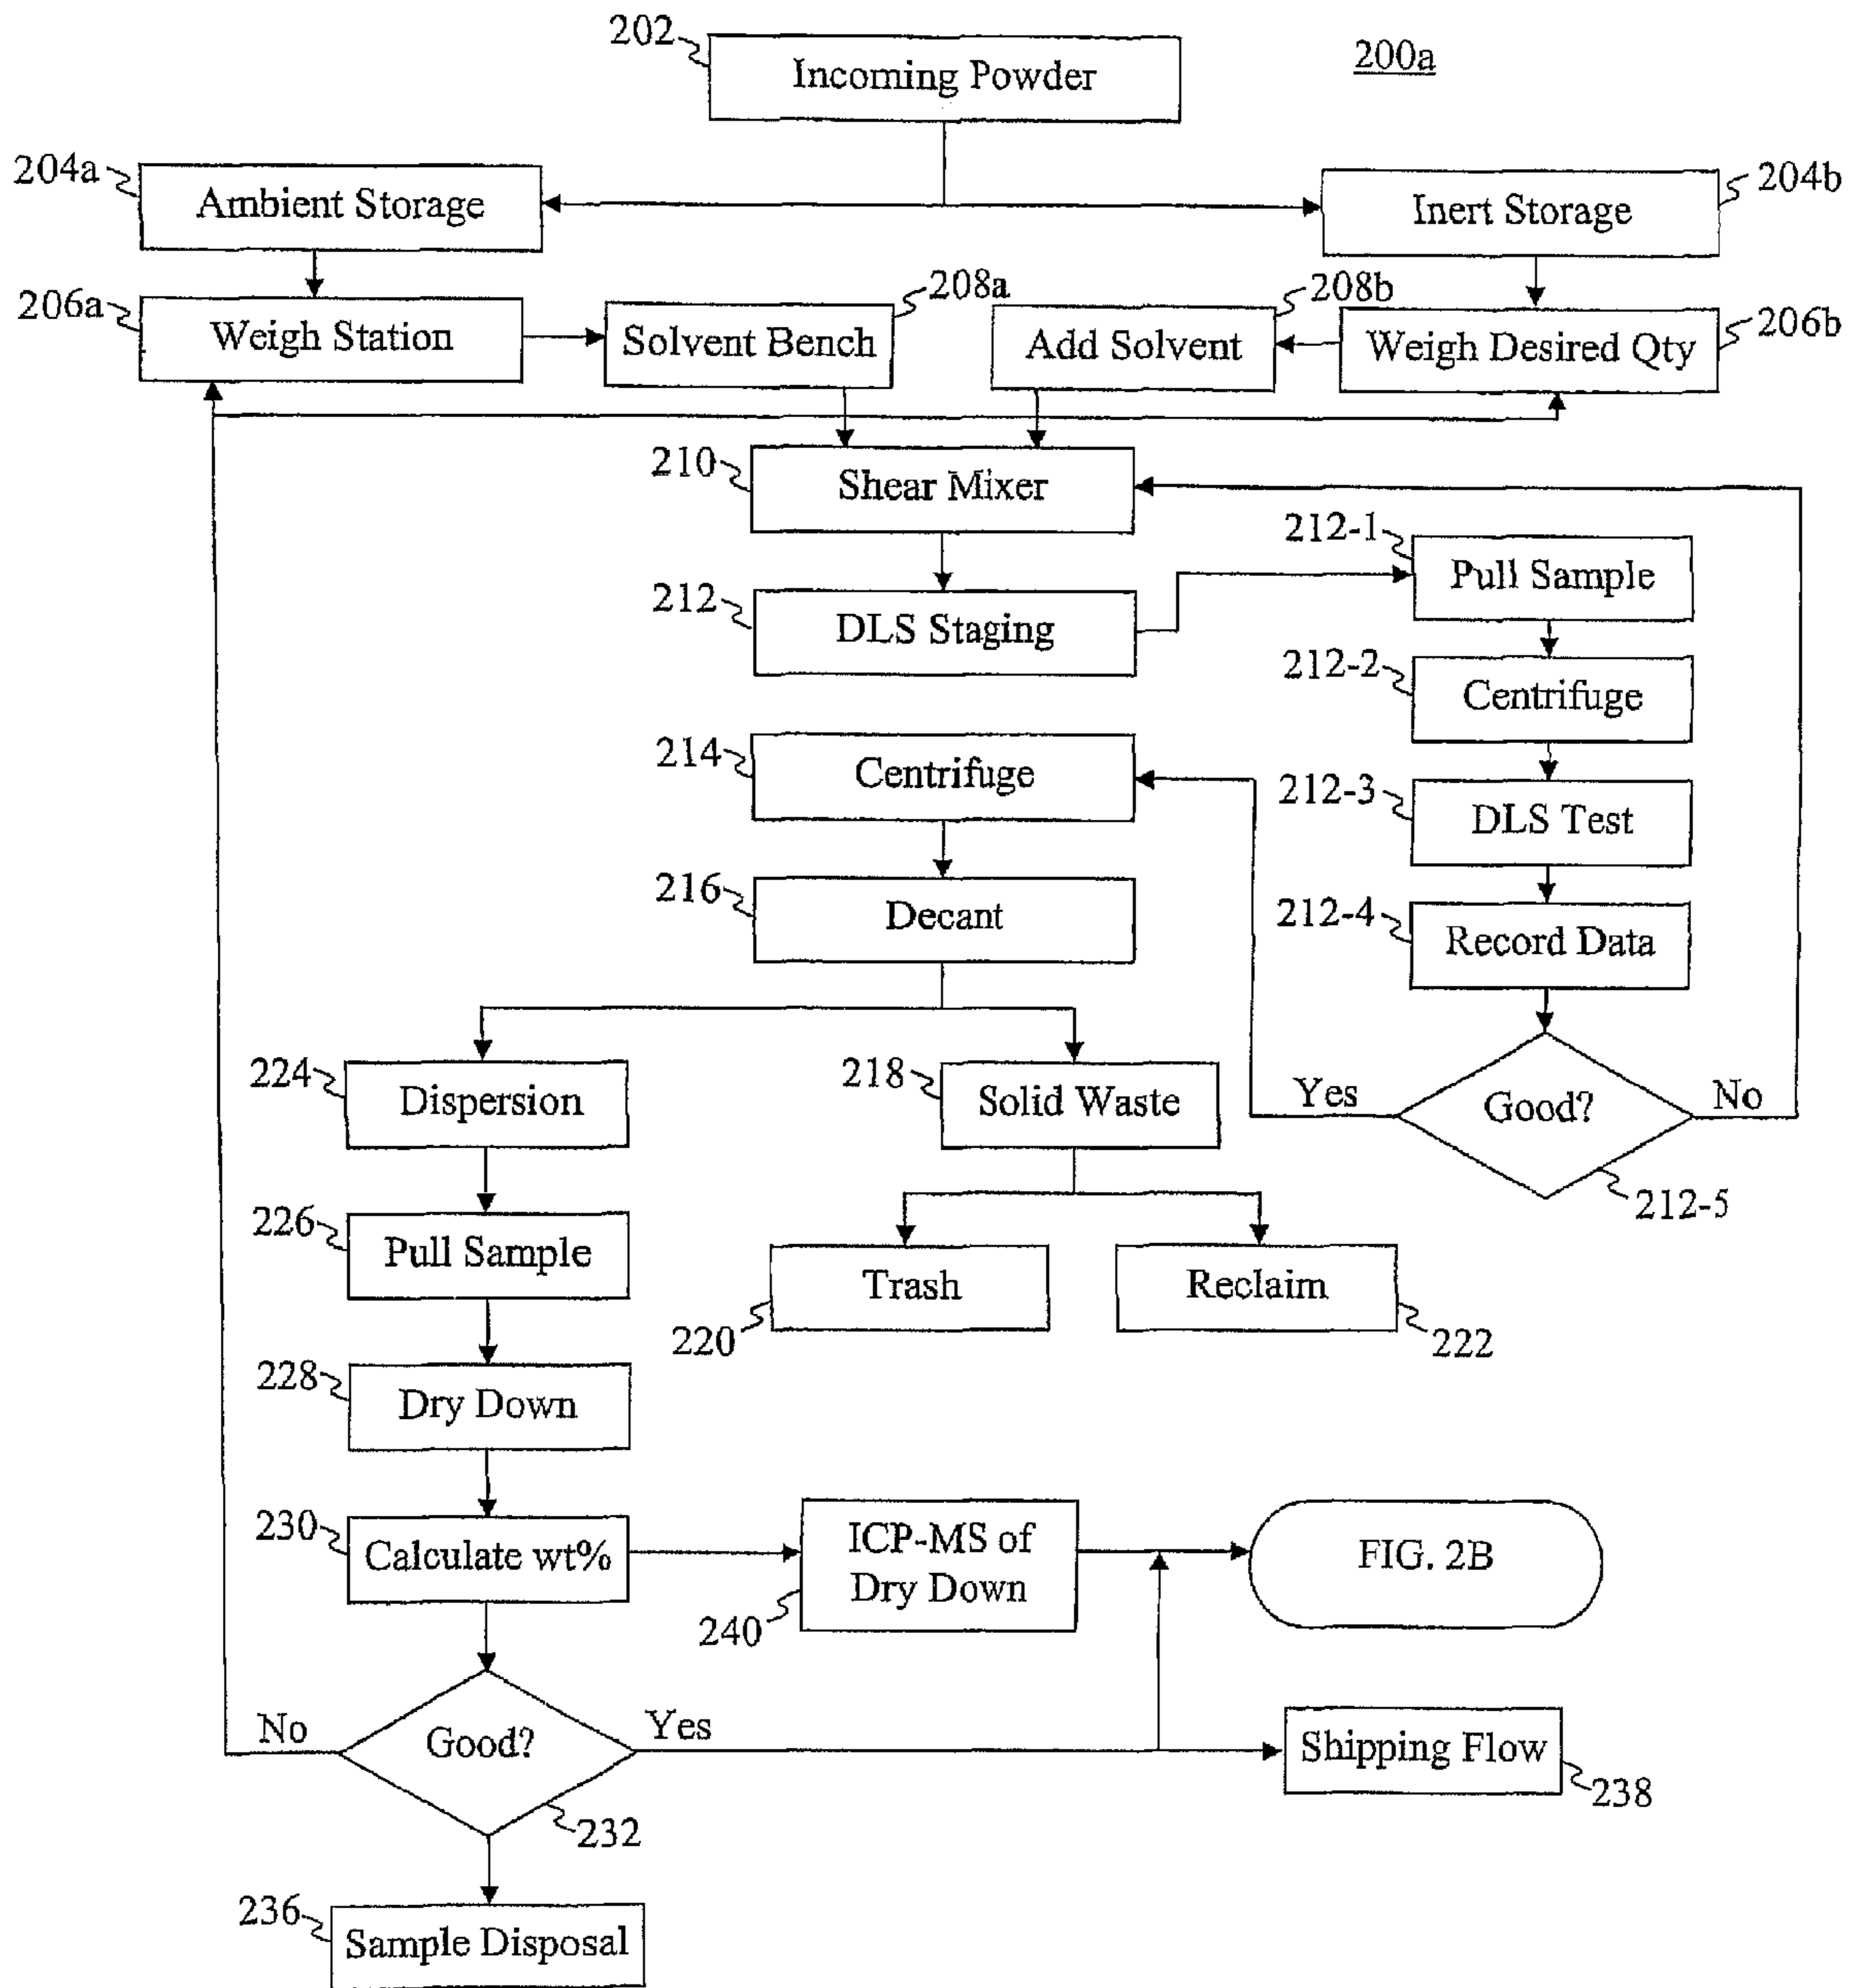 202
Incoming Powder
200a
204a
Ambient Storage
204b
Inert Storage
206a
Weigh Station
208a
Solvent Bench
208b
Add Solvent
206b
Weigh Desired Qty
210
Shear Mixer
212
DLS Staging
212-1
Pull Sample
212-2
Centrifuge
214
Centrifuge
212-3
DLS Test
216
Decant
212-4
Record Data
224
Dispersion
218
Solid Waste
Yes
Good?
No
212-5
226
Pull Sample
Trash
220
Reclaim
222
228
Dry Down
230
Calculate wt%
ICP-MS of
Dry Down
240
FIG. 2B
No
Good?
Yes
232
Shipping Flow
238
236
Sample Disposal